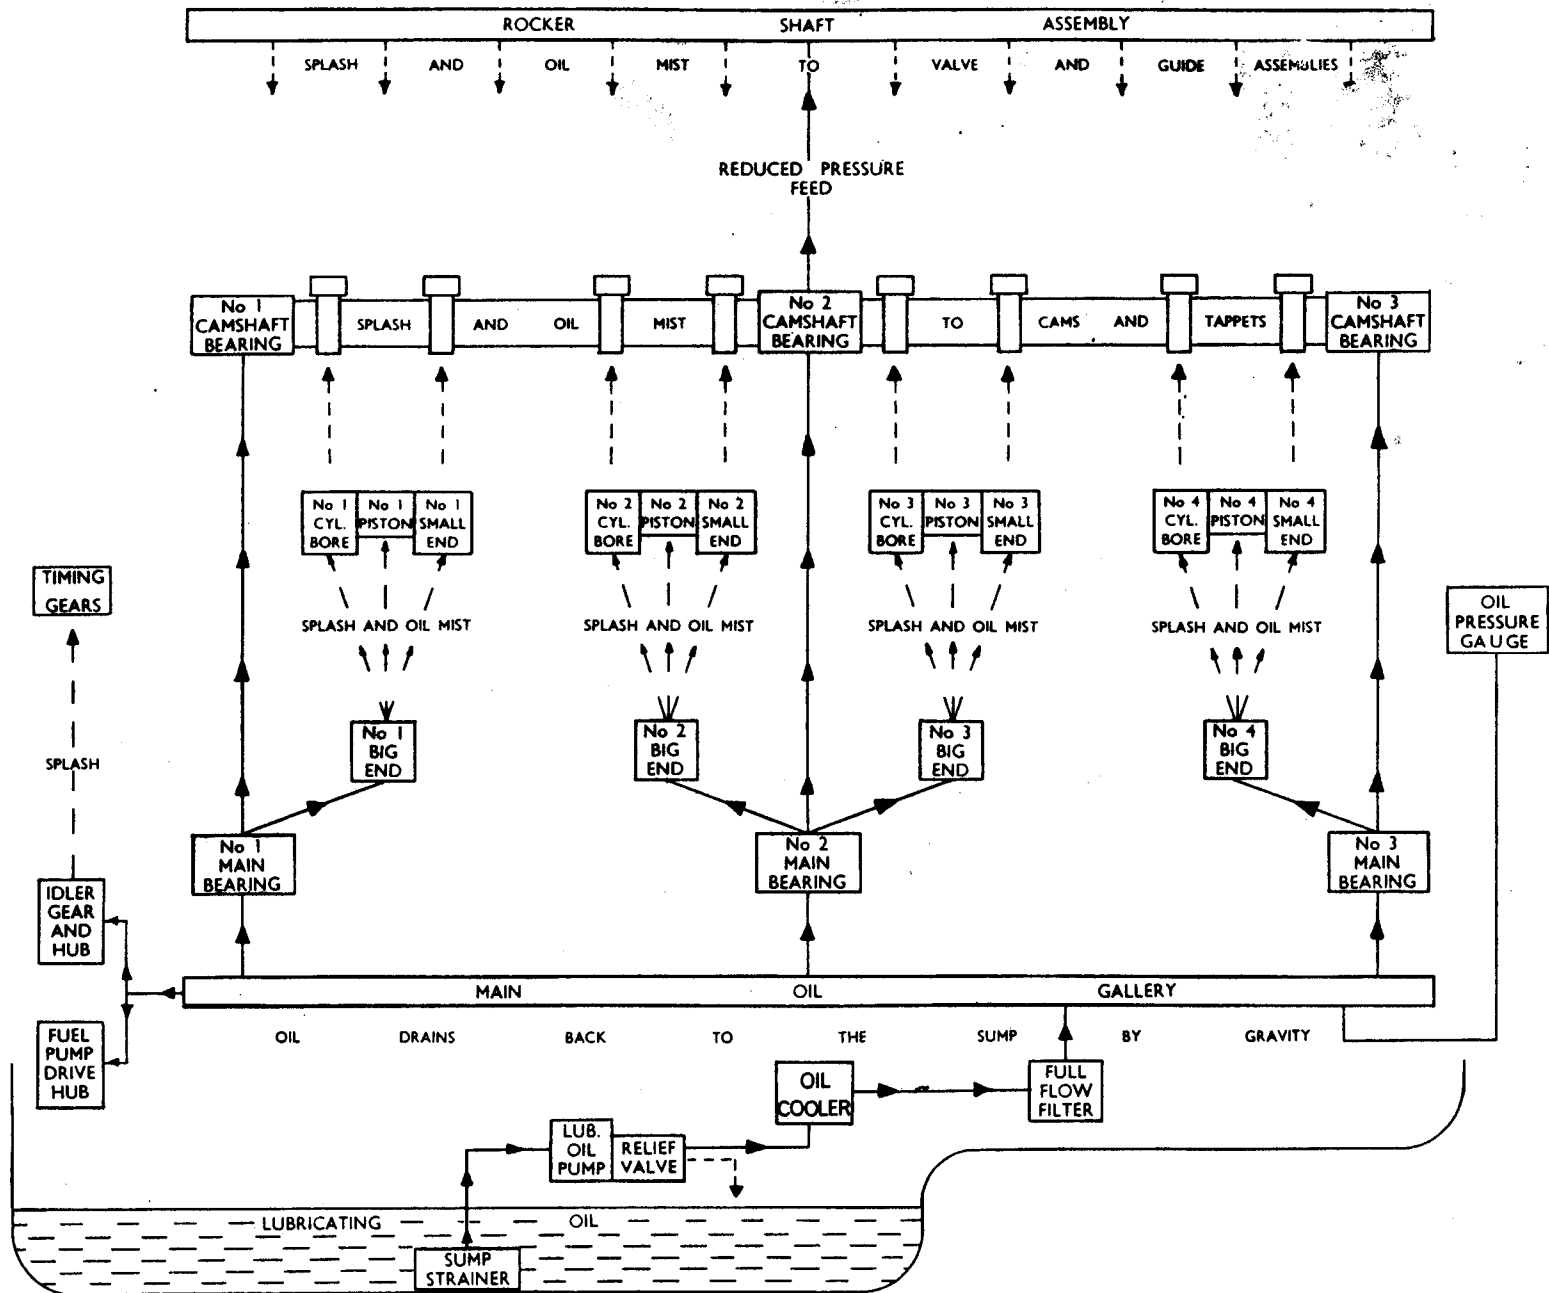 ROCKER SHAFT ASSEMBLY
SPLASH AND OIL MIST TO VALVE AND GUIDE ASSEMBLIES
REDUCED PRESSURE
FEED
No 1
CAMSHAFT
BEARING
SPLASH AND OIL MIST
No 2
CAMSHAFT
BEARING
TO CAMS AND TAPPETS
No 3
CAMSHAFT
BEARING
No 1
CYL.
BORE
No 1
PISTON
No 1
SMALL
END
No 2
CYL.
BORE
No 2
PISTON
No 2
SMALL
END
No 3
CYL.
BORE
No 3
PISTON
No 3
SMALL
END
No 4
CYL.
BORE
No 4
PISTON
No 4
SMALL
END
TIMING
GEARS
OIL
PRESSURE
GAUGE
SPLASH AND OIL MIST
SPLASH AND OIL MIST
SPLASH AND OIL MIST
SPLASH AND OIL MIST
No 1
BIG
END
No 2
BIG
END
No 3
BIG
END
No 4
BIG
END
SPLASH
No 1
MAIN
BEARING
No 2
MAIN
BEARING
No 3
MAIN
BEARING
IDLER
GEAR
AND
HUB
MAIN OIL GALLERY
OIL DRAINS BACK TO THE SUMP BY GRAVITY
FUEL
PUMP
DRIVE
HUB
OIL
COOLER
FULL
FLOW
FILTER
LUB.
OIL
PUMP
RELIEF
VALVE
LUBRICATING OIL
SUMP
STRAINER